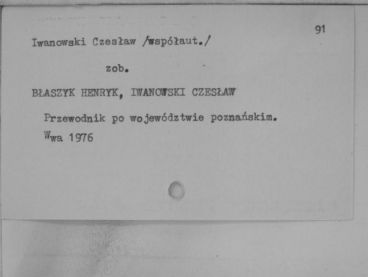 91
Iwanowski Czesław /współaut./
zob.
BŁASZYK HENRYK, IWANOWSKI CZESŁAW
Przewodnik po województwie poznańskim.
Wwa 1976